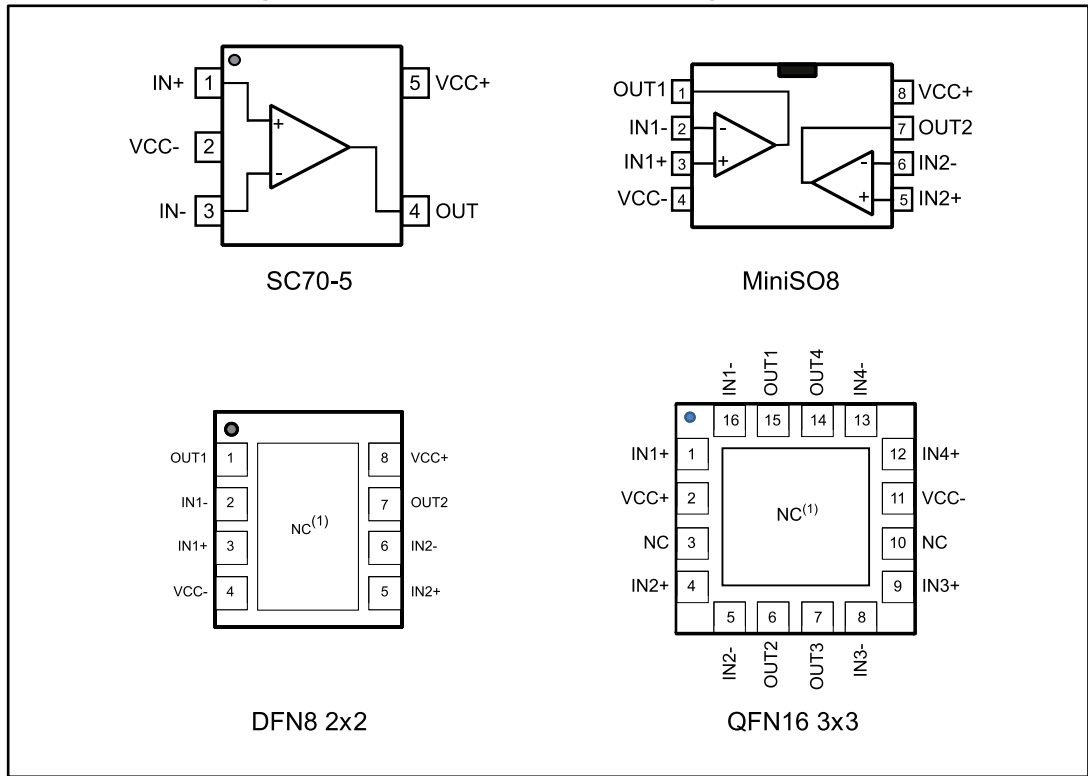 IN+ 1
5 VCC+
VCC- 2
IN- 3
4 OUT
+
-
SC70-5
OUT1 1
8 VCC+
IN1- 2
-
7 OUT2
IN1+ 3
+
-
6 IN2-
VCC- 4
+
5 IN2+
MiniSO8
OUT1 1
8 VCC+
IN1- 2
7 OUT2
NC(1)
IN1+ 3
6 IN2-
VCC- 4
5 IN2+
DFN8 2x2
IN1- OUT1 OUT4 IN4-
16 15 14 13
IN1+ 1
12 IN4+
VCC+ 2
11 VCC-
NC(1)
NC 3
10 NC
IN2+ 4
9 IN3+
5 6 7 8
IN2- OUT2 OUT3 IN3-
QFN16 3x3